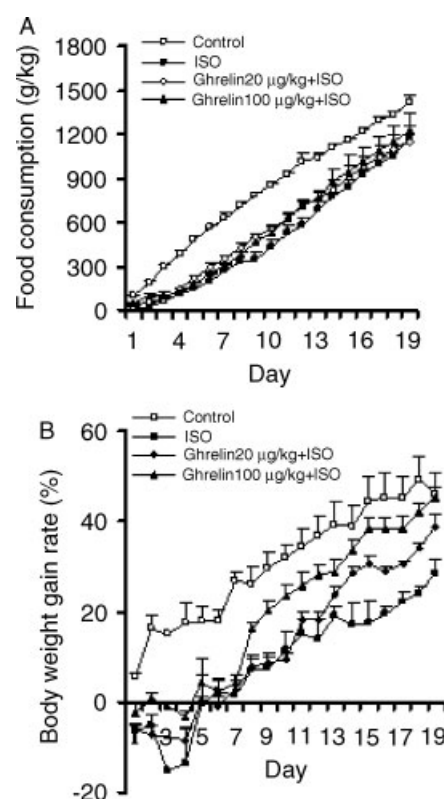 A
Control
ISO
Ghrelin20 µg/kg+ISO
Ghrelin100 µg/kg+ISO
Food consumption (g/kg)
1800
1500
1200
900
600
300
0
1 4 7 10 13 16 19
Day
B
Control
ISO
Ghrelin20 µg/kg+ISO
Ghrelin100 µg/kg+ISO
Body weight gain rate (%)
60
40
20
0
-20
3 5 7 9 11 13 15 17 19
Day